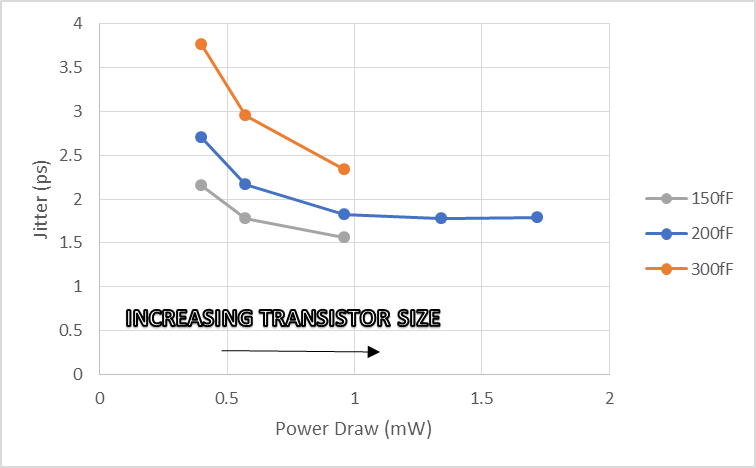 4
3.5
3
2.5
2
1.5
1
0.5
0
Jitter (ps)
INCREASING TRANSISTOR SIZE
150fF
200fF
300fF
0 0.5 1 1.5 2
Power Draw (mW)